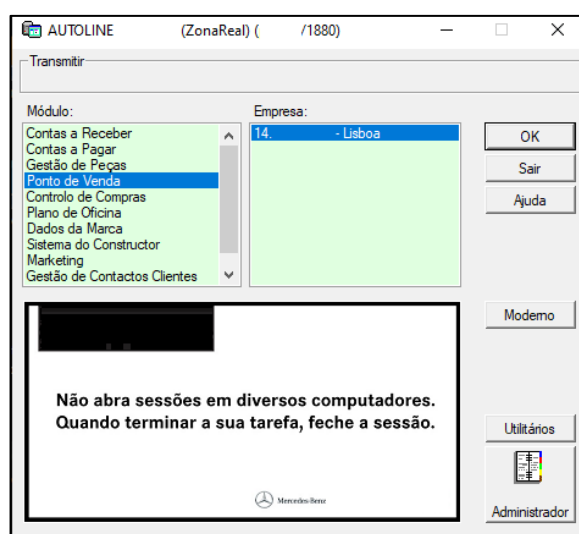 AUTOLINE (ZonaReal) ( /1880)
Transmitir
Módulo:
Contas a Receber
Contas a Pagar
Gestão de Peças
Ponto de Venda
Controlo de Compras
Plano de Oficina
Dados da Marca
Sistema do Constructor
Marketing
Gestão de Contactos Clientes
Empresa:
14. - Lisboa
OK
Sair
Ajuda
Moderno
Utilitários
Administrador
Não abra sessões em diversos computadores.
Quando terminar a sua tarefa, feche a sessão.
Mercedes-Benz